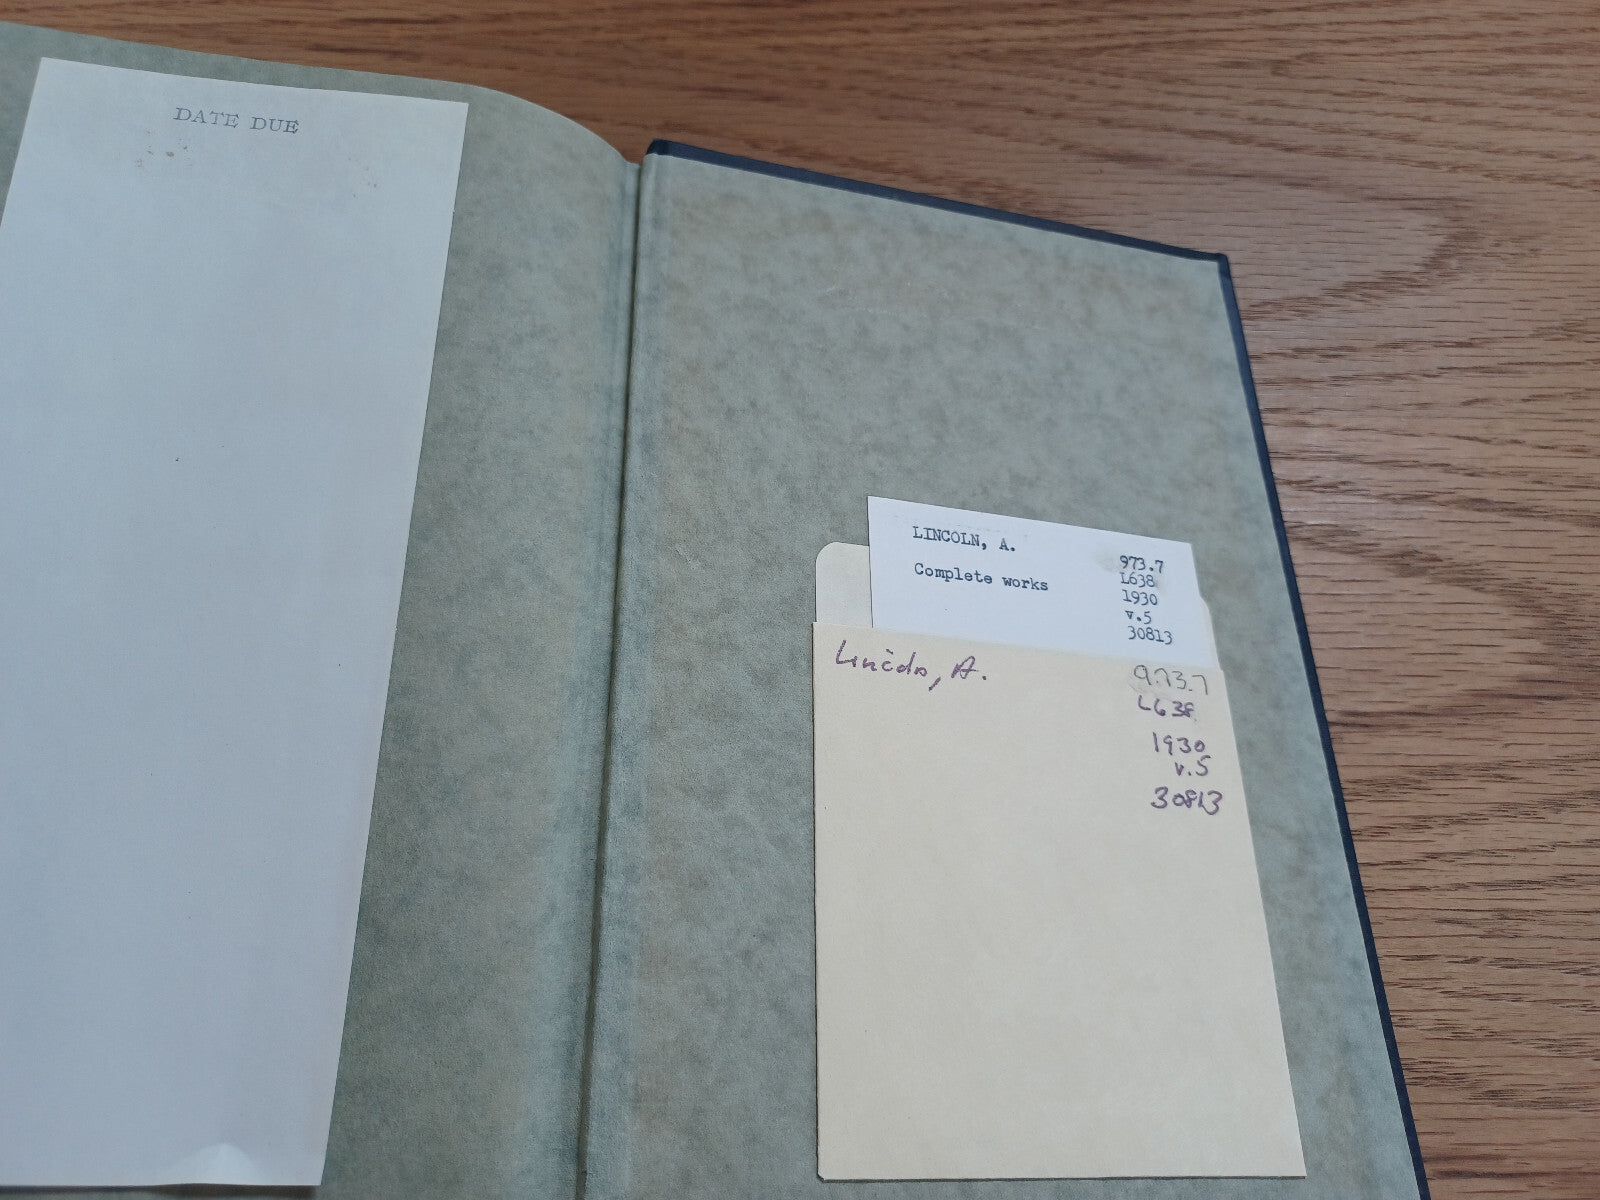 DATE DUE
LINCOLN, A.
Complete works
973.7
L638
1930
v.5
30813
Lincoln, A.
973.7
L638
1930
v.5
30813